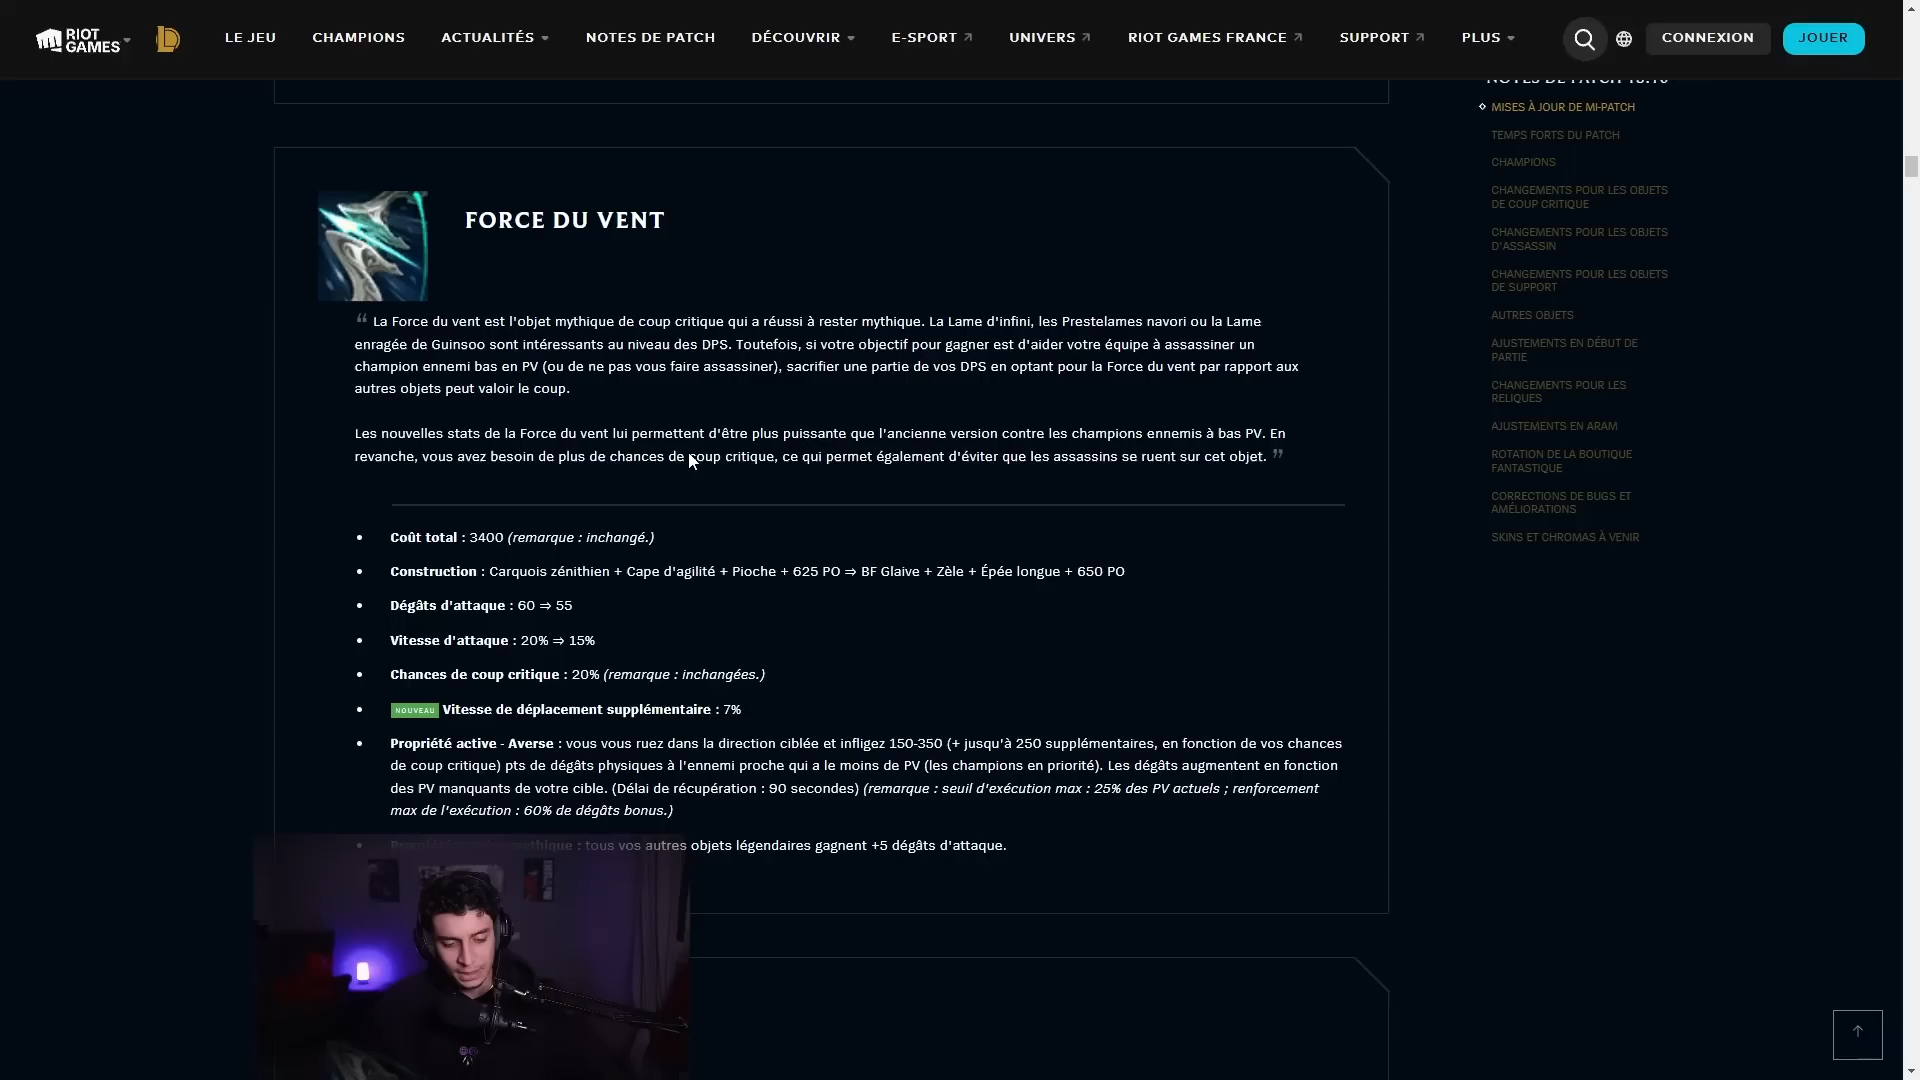 RIOT GAMES
LE JEU
CHAMPIONS
ACTUALITÉS
NOTES DE PATCH
DÉCOUVRIR
E-SPORT
UNIVERS
RIOT GAMES FRANCE
SUPPORT
PLUS
CONNEXION
JOUER
FORCE DU VENT
“ La Force du vent est l'objet mythique de coup critique qui a réussi à rester mythique. La Lame d'infini, les Prestelames navori ou la Lame
enragée de Guinsoo sont intéressants au niveau des DPS. Toutefois, si votre objectif pour gagner est d'aider votre équipe à assassiner un
champion ennemi bas en PV (ou de ne pas vous faire assassiner), sacrifier une partie de vos DPS en optant pour la Force du vent par rapport aux
autres objets peut valoir le coup.
Les nouvelles stats de la Force du vent lui permettent d'être plus puissante que l'ancienne version contre les champions ennemis à bas PV. En
revanche, vous avez besoin de plus de chances de coup critique, ce qui permet également d'éviter que les assassins se ruent sur cet objet. ”
• Coût total : 3400 (remarque : inchangé.)
• Construction : Carquois zénithien + Cape d'agilité + Pioche + 625 PO ⇒ BF Glaive + Zèle + Épée longue + 650 PO
• Dégâts d'attaque : 60 ⇒ 55
• Vitesse d'attaque : 20% ⇒ 15%
• Chances de coup critique : 20% (remarque : inchangées.)
• NOUVEAU Vitesse de déplacement supplémentaire : 7%
• Propriété active - Averse : vous vous ruez dans la direction ciblée et infligez 150-350 (+ jusqu'à 250 supplémentaires, en fonction de vos chances
de coup critique) pts de dégâts physiques à l'ennemi proche qui a le moins de PV (les champions en priorité). Les dégâts augmentent en fonction
des PV manquants de votre cible. (Délai de récupération : 90 secondes) (remarque : seuil d'exécution max : 25% des PV actuels ; renforcement
max de l'exécution : 60% de dégâts bonus.)
• tous vos autres objets légendaires gagnent +5 dégâts d'attaque.
NOTES DE PATCH 13.10
MISES À JOUR DE MI-PATCH
TEMPS FORTS DU PATCH
CHAMPIONS
CHANGEMENTS POUR LES OBJETS
DE COUP CRITIQUE
CHANGEMENTS POUR LES OBJETS
D'ASSASSIN
CHANGEMENTS POUR LES OBJETS
DE SUPPORT
AUTRES OBJETS
AJUSTEMENTS EN DÉBUT DE
PARTIE
CHANGEMENTS POUR LES
RELIQUES
AJUSTEMENTS EN ARAM
ROTATION DE LA BOUTIQUE
FANTASTIQUE
CORRECTIONS DE BUGS ET
AMÉLIORATIONS
SKINS ET CHROMAS À VENIR